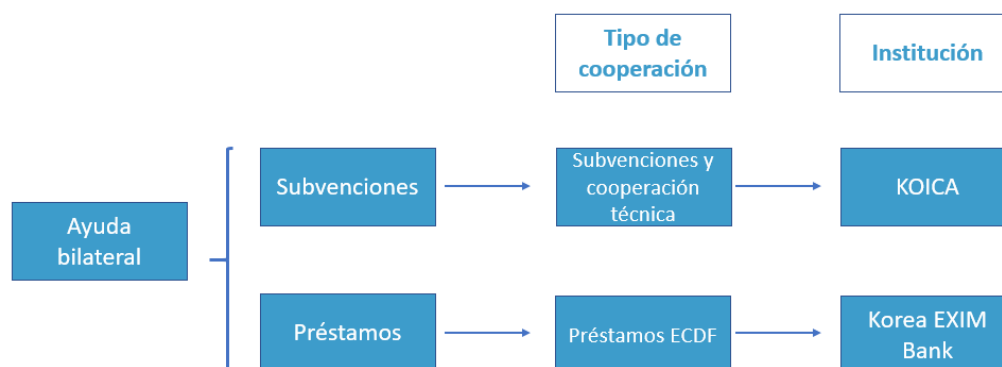 Tipo de
cooperación
Institución
Subvenciones
Subvenciones y
cooperación
técnica
KOICA
Ayuda
bilateral
Préstamos
Préstamos ECDF
Korea EXIM
Bank